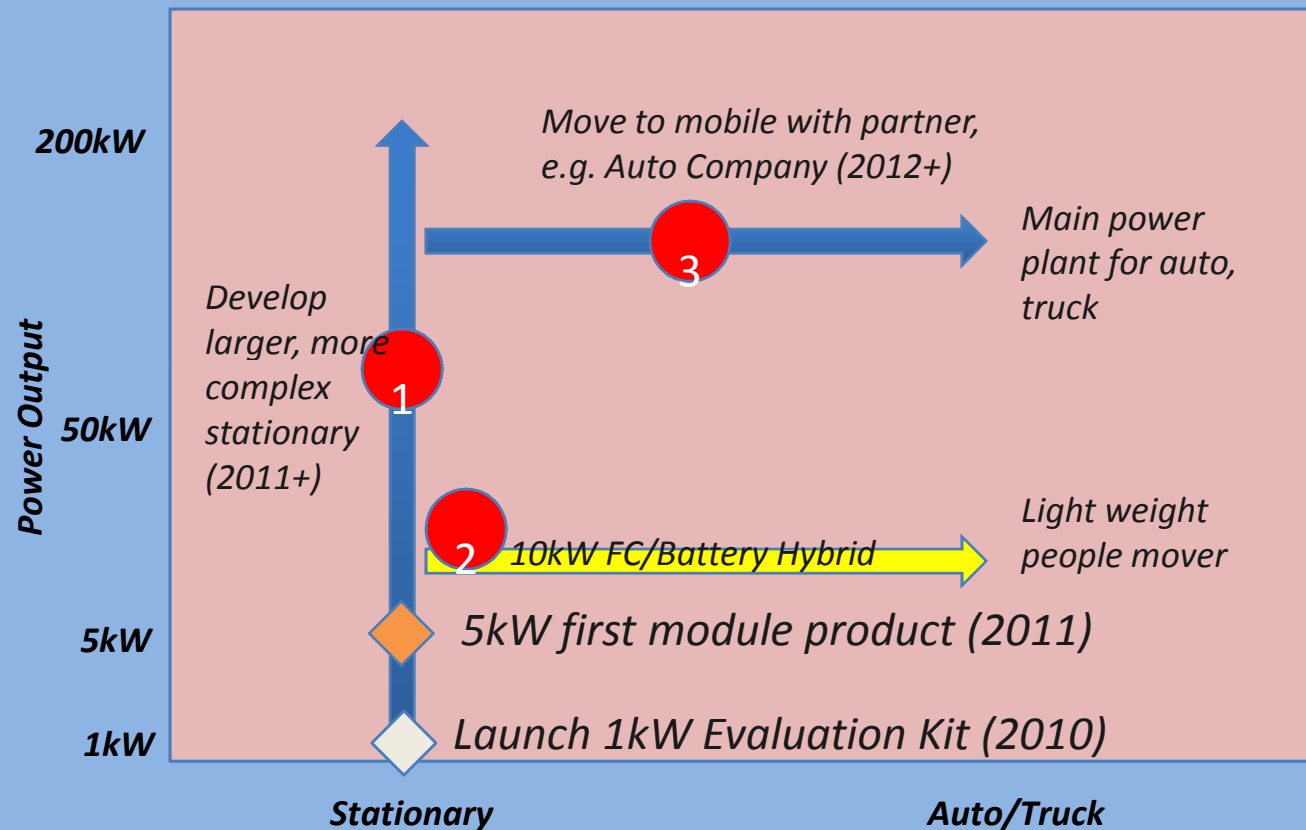 200kW
50kW
5kW
1kW
Power Output
Move to mobile with partner,
e.g. Auto Company (2012+)
3
Main power
plant for auto,
truck
Develop
larger, more
complex
stationary
(2011+)
1
2
10kW FC/Battery Hybrid
Light weight
people mover
5kW first module product (2011)
Launch 1kW Evaluation Kit (2010)
Stationary
Auto/Truck